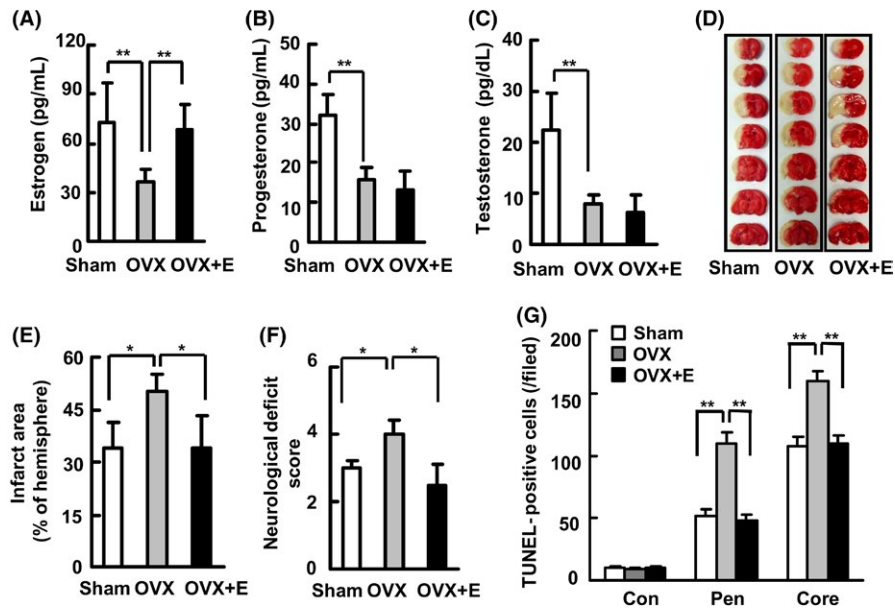 (A)
Estrogen (pg/mL)
120
90
60
30
0
**
**
Sham OVX OVX+E
(B)
Progesterone (pg/mL)
50
40
30
20
10
0
**
Sham OVX OVX+E
(C)
Testosterone (pg/dL)
40
30
20
10
0
**
Sham OVX OVX+E
(D)
Sham OVX OVX+E
(E)
Infarct area
(% of hemisphere)
60
45
30
15
0
*
*
Sham OVX OVX+E
(F)
Neurological deficit
score
6
4
2
0
*
*
Sham OVX OVX+E
(G)
TUNEL-positive cells (/filed)
200
150
100
50
0
Sham
OVX
OVX+E
**
**
**
**
Con Pen Core